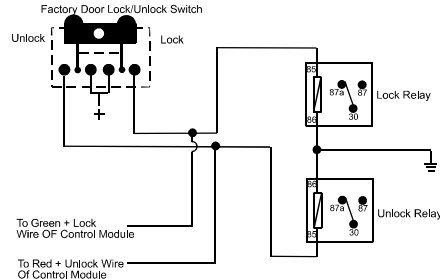 Factory Door Lock/Unlock Switch
Unlock
Lock
+
85
87a
87
30
86
Lock Relay
86
87a
87
30
85
Unlock Relay
To Green + Lock
Wire OF Control Module
To Red + Unlock Wire
Of Control Module